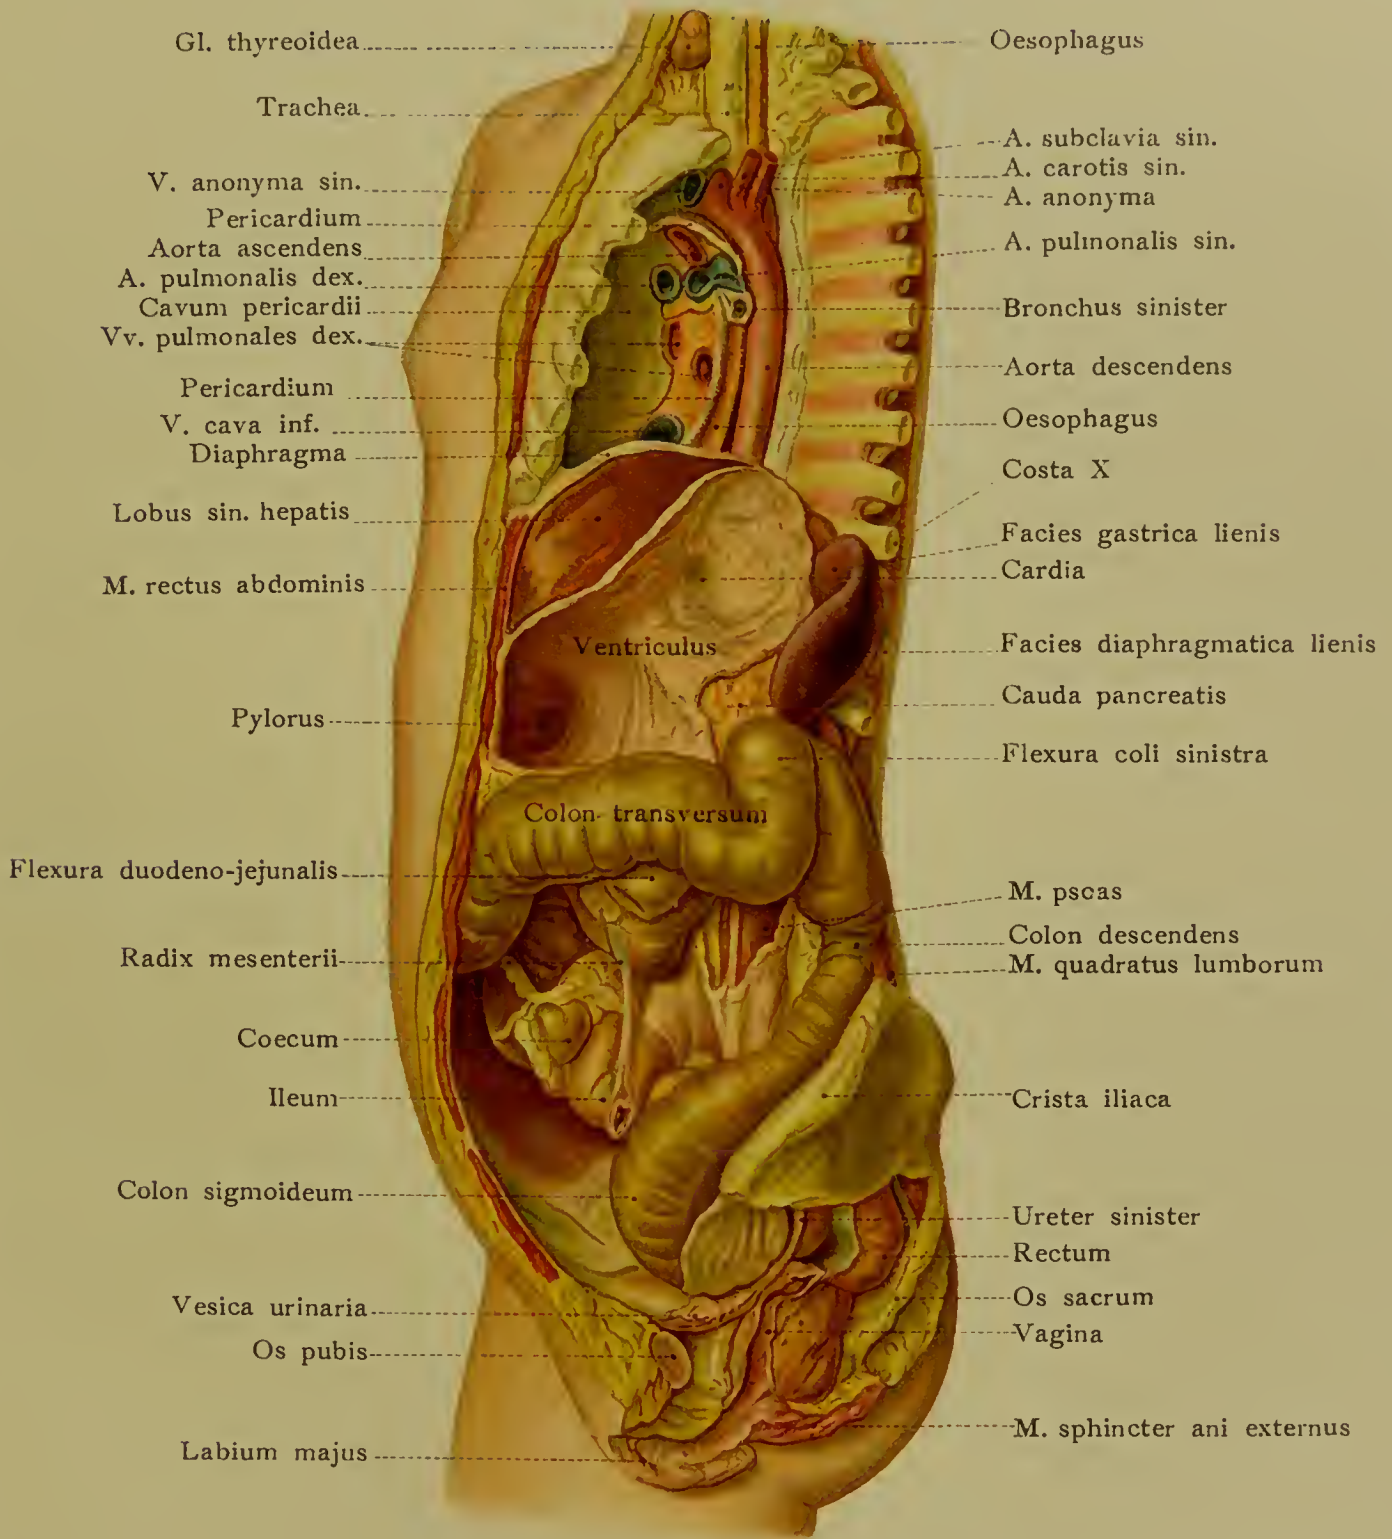 Gl. thyreoidea
Trachea
V. anonyma sin.
Pericardium
Aorta ascendens
A. pulmonalis dex.
Cavum pericardii
Vv. pulmonales dex.
Pericardium
V. cava inf.
Diaphragma
Lobus sin. hepatis
M. rectus abdominis
Pylorus
Flexura duodeno-jejunalis
Radix mesenterii
Coecum
Ileum
Colon sigmoideum
Vesica urinaria
Os pubis
Labium majus
Ventriculus
Colon transversum
Oesophagus
A. subclavia sin.
A. carotis sin.
A. anonyma
A. pulmonalis sin.
Bronchus sinister
Aorta descendens
Oesophagus
Costa X
Facies gastrica lienis
Cardia
Facies diaphragmatica lienis
Cauda pancreatis
Flexura coli sinistra
M. psoas
Colon descendens
M. quadratus lumborum
Crista iliaca
Ureter sinister
Rectum
Os sacrum
Vagina
M. sphincter ani externus